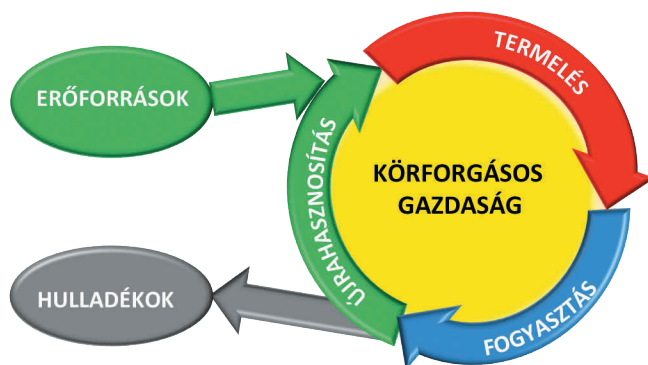 ERŐFORRÁSOK
TERMELÉS
ÚJRAHASZNOSÍTÁS
KÖRFORGÁSOS
GAZDASÁG
HULLADÉKOK
FOGYASZTÁS